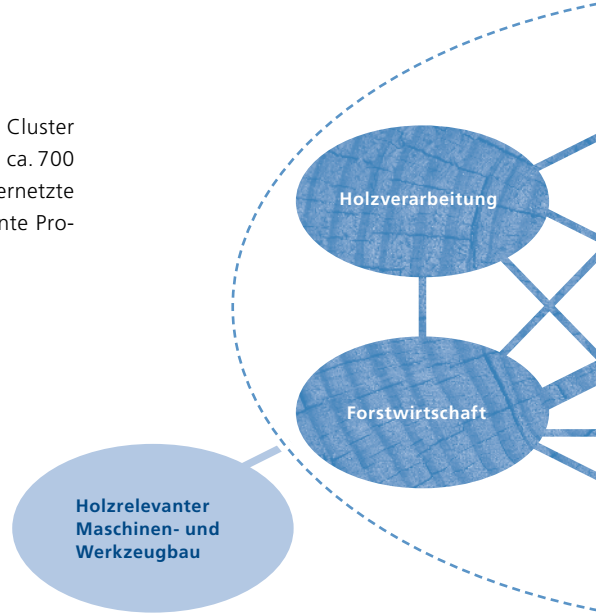 Cluster
ca. 700
ernetzte
nte Pro-
Holzverarbeitung
Forstwirtschaft
Holzrelevanter
Maschinen- und
Werkzeugbau